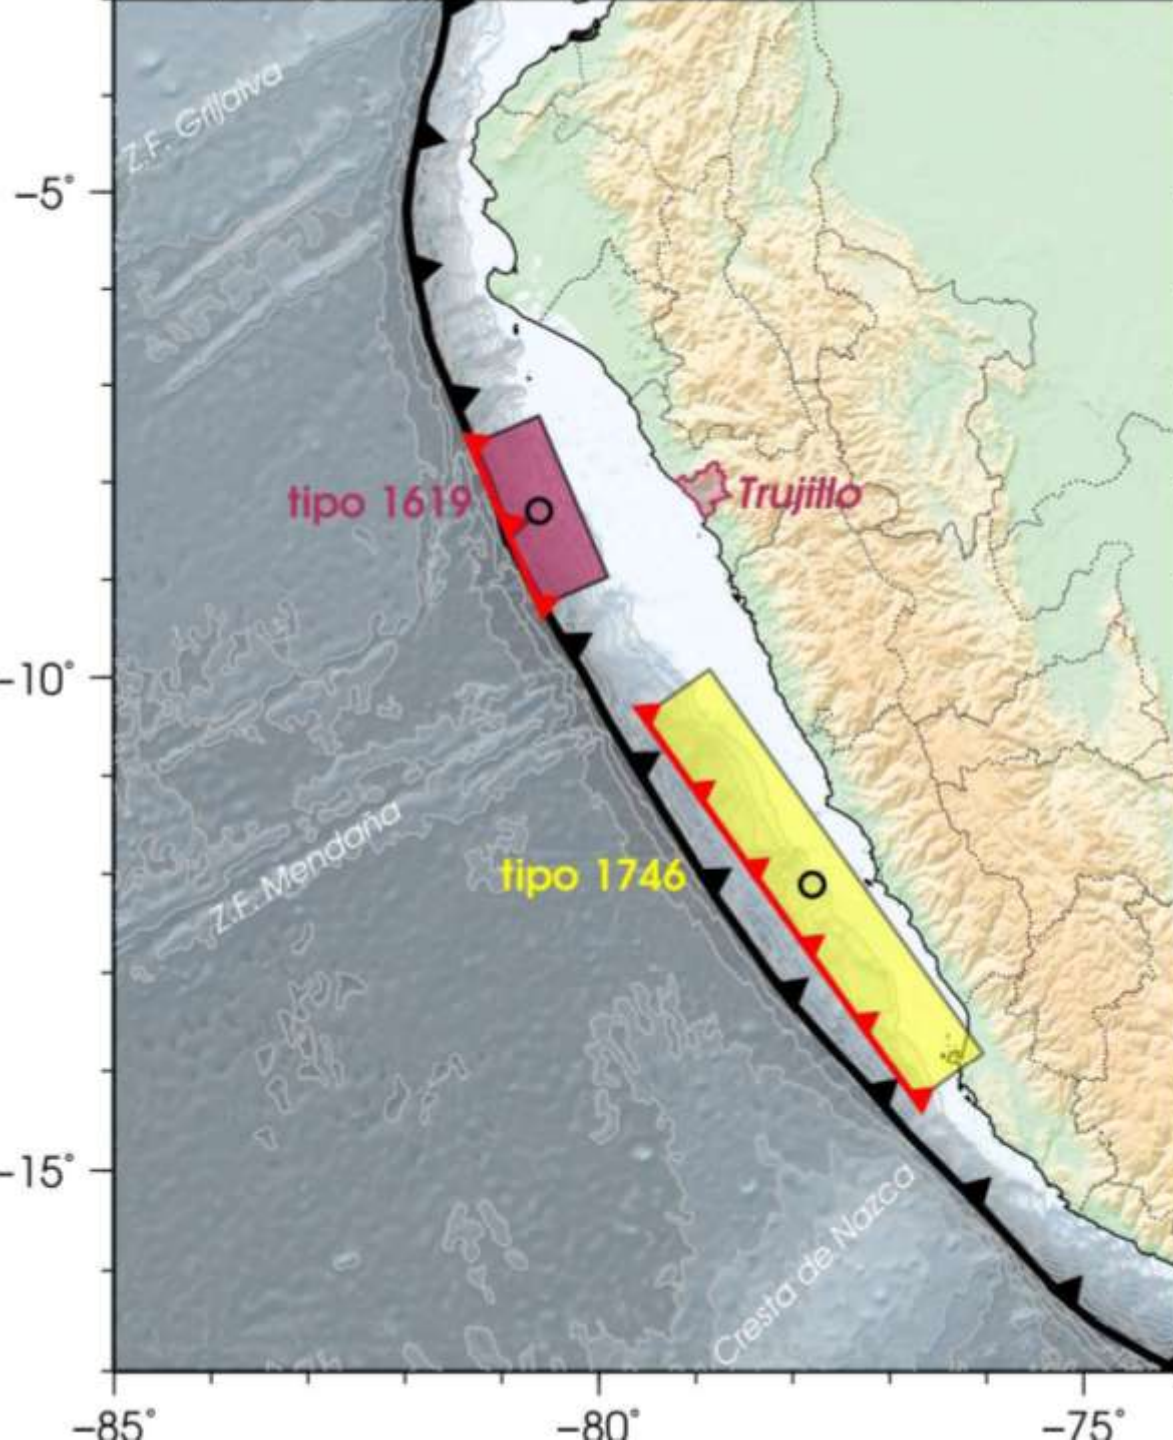 Z.F. Grijalva
-5°
tipo 1619
Trujillo
-10°
tipo 1746
Z.F. Mendaña
-15°
Cresta de Nazca
-85°
-80°
-75°